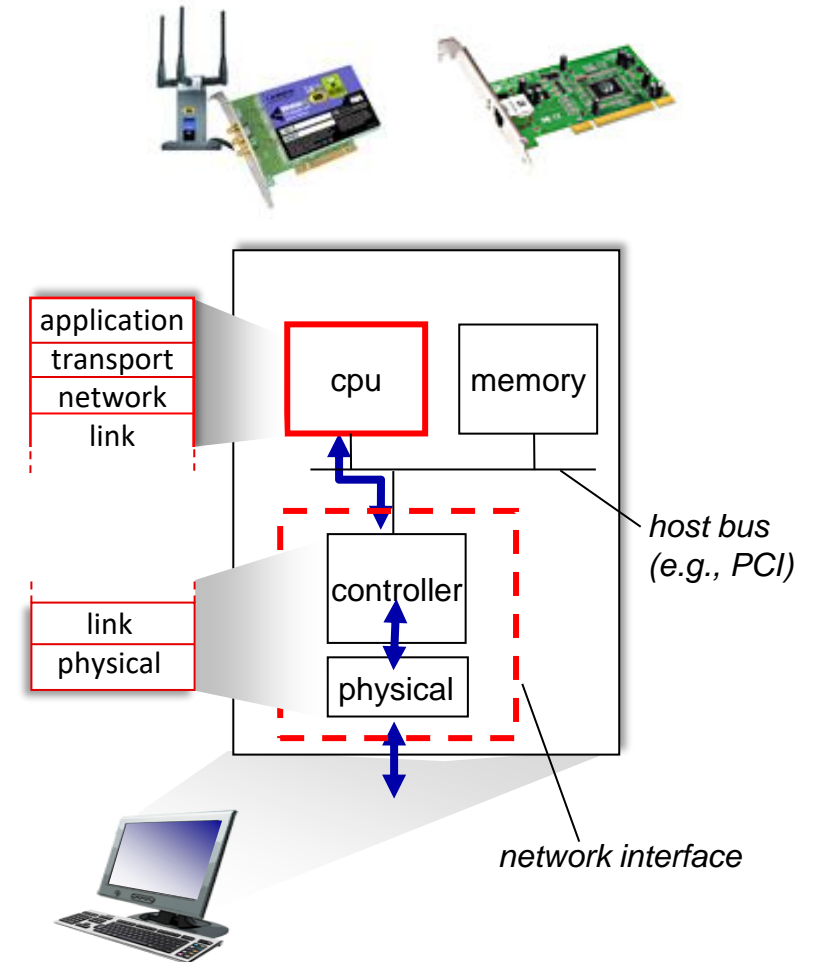 application
transport
network
link
cpu
memory
host bus
(e.g., PCI)
controller
link
physical
physical
network interface